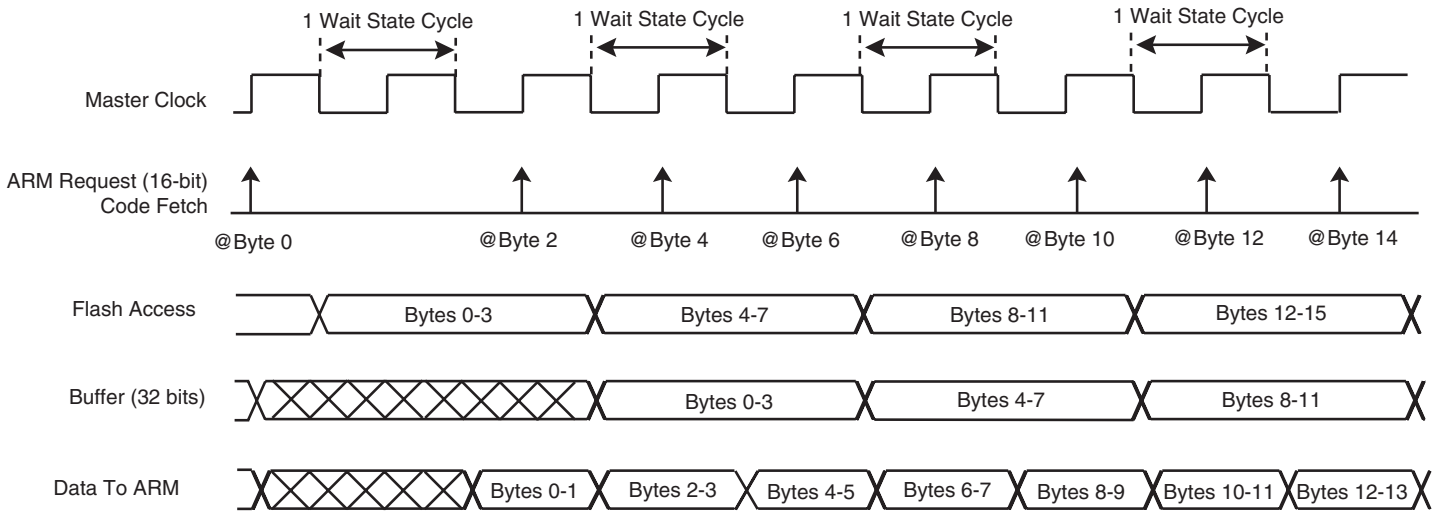 1 Wait State Cycle
1 Wait State Cycle
1 Wait State Cycle
1 Wait State Cycle
Master Clock
ARM Request (16-bit)
Code Fetch
@Byte 0
@Byte 2
@Byte 4
@Byte 6
@Byte 8
@Byte 10
@Byte 12
@Byte 14
Flash Access
Bytes 0-3
Bytes 4-7
Bytes 8-11
Bytes 12-15
Buffer (32 bits)
Bytes 0-3
Bytes 4-7
Bytes 8-11
Data To ARM
Bytes 0-1
Bytes 2-3
Bytes 4-5
Bytes 6-7
Bytes 8-9
Bytes 10-11
Bytes 12-13